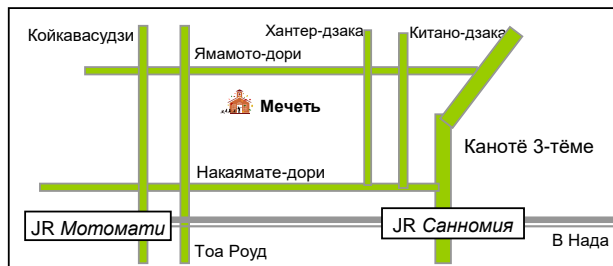 Койкавасудзи
Хантер-дзака
Китано-дзака
Ямамото-дори
Мечеть
Канотё 3-тёме
Накаямате-дори
JR Мотомати
JR Санномия
Тоа Роуд
В Нада